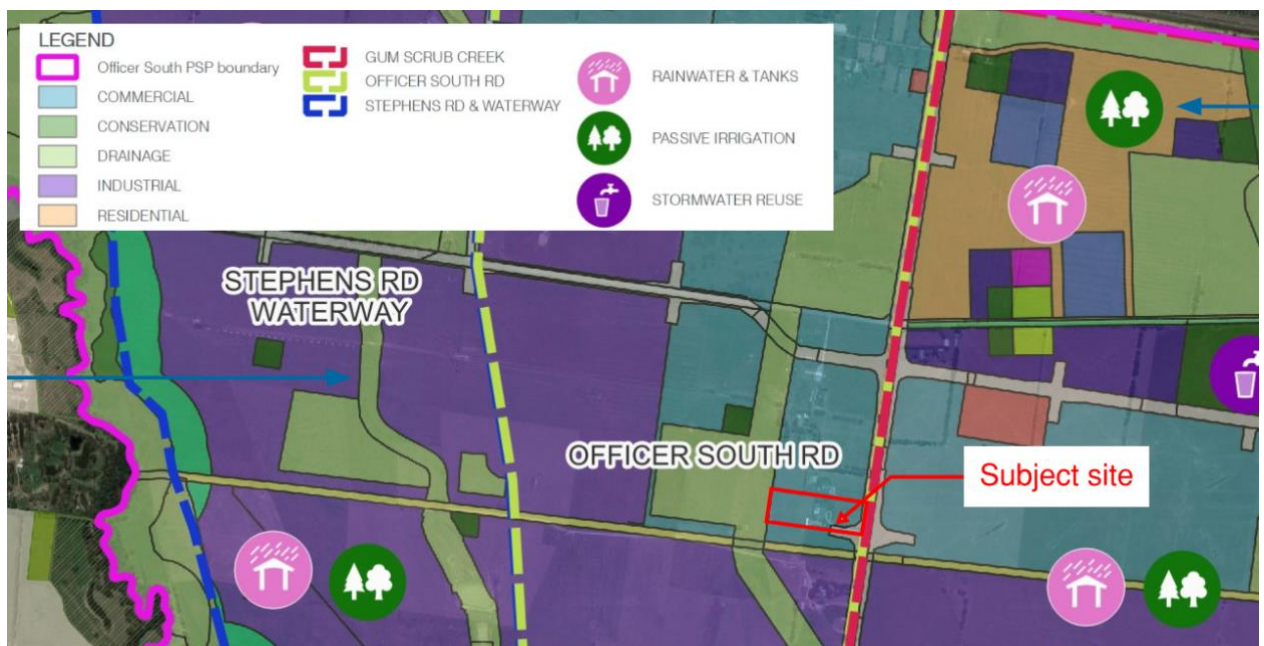 LEGEND
Officer South PSP boundary
COMMERCIAL
CONSERVATION
DRAINAGE
INDUSTRIAL
RESIDENTIAL
GUM SCRUB CREEK
OFFICER SOUTH RD
STEPHENS RD & WATERWAY
RAINWATER & TANKS
PASSIVE IRRIGATION
STORMWATER REUSE
STEPHENS RD
WATERWAY
OFFICER SOUTH RD
Subject site